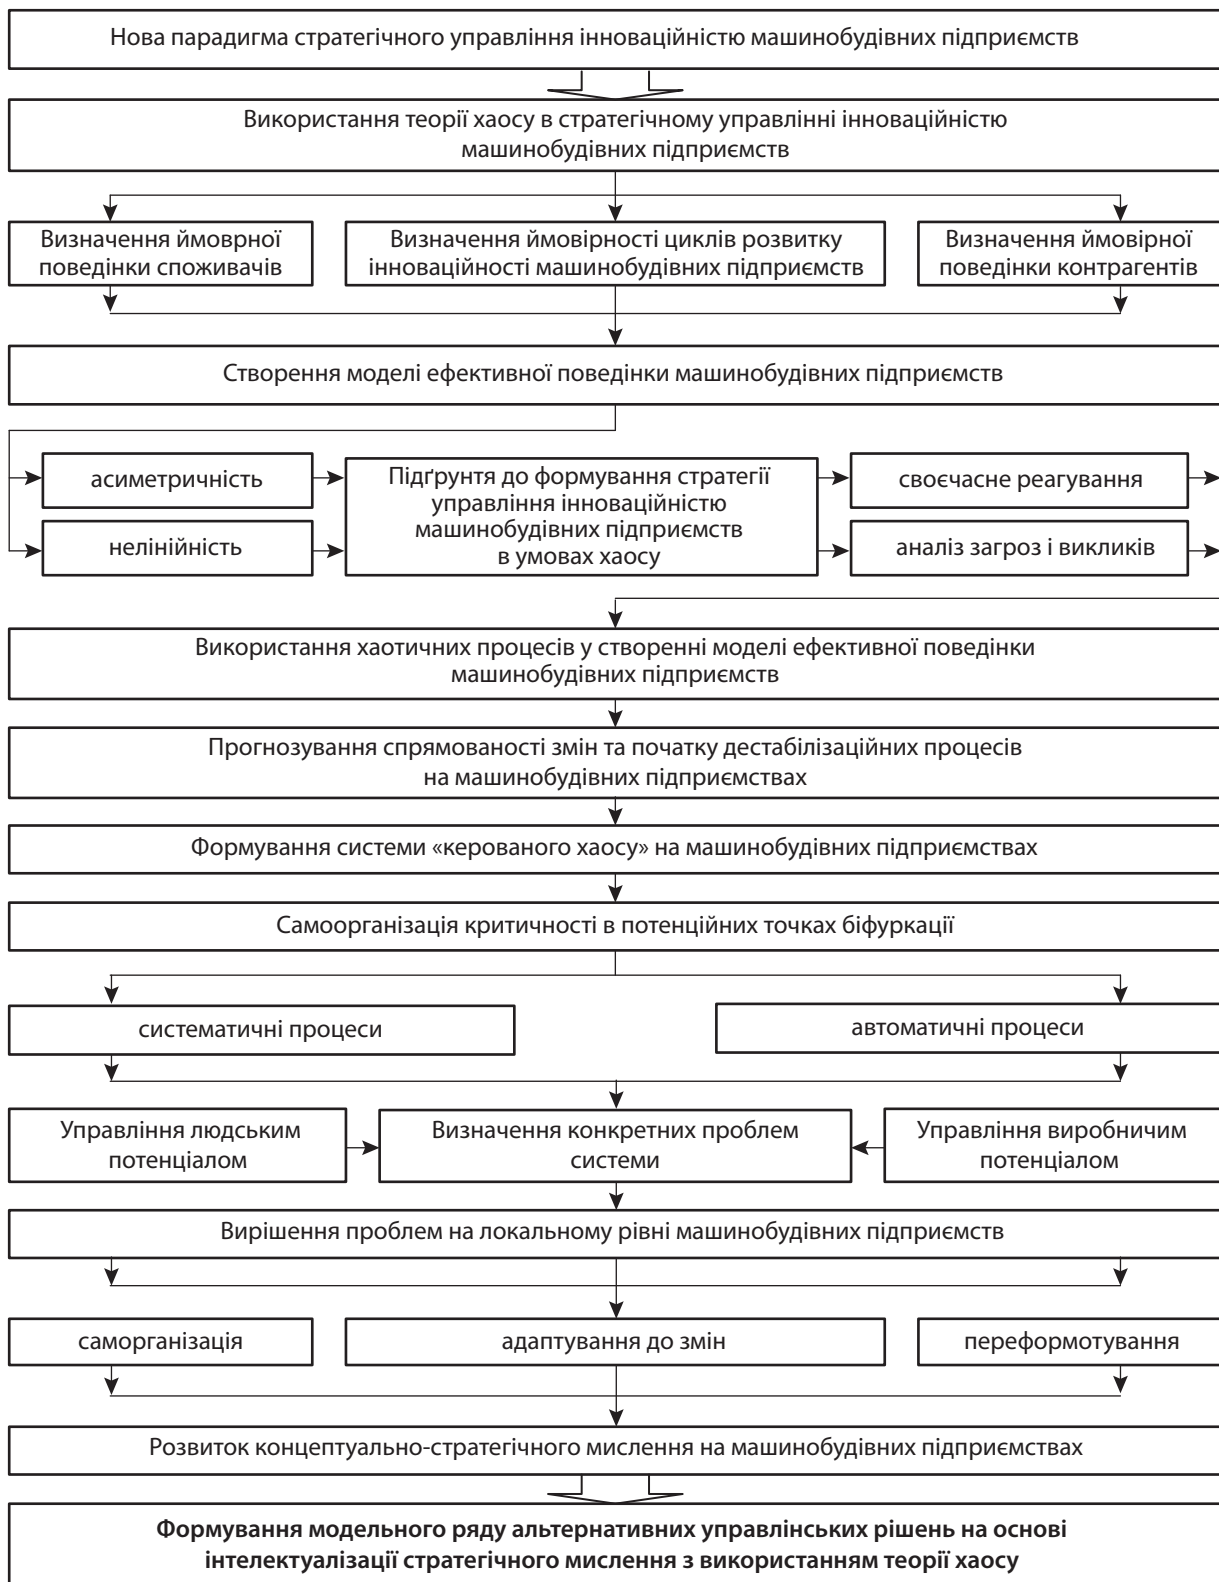 Нова парадигма стратегічного управління інноваційністю машинобудівних підприємств
Використання теорії хаосу в стратегічному управлінні інноваційністю
машинобудівних підприємств
Визначення ймоврної
поведінки споживачів
Визначення ймовірності циклів розвитку
інноваційності машинобудівних підприємств
Визначення ймовірної
поведінки контрагентів
Створення моделі ефективної поведінки машинобудівних підприємств
асиметричність
нелінійність
Підґрунтя до формування стратегії
управління інноваційністю
машинобудівних підприємств
в умовах хаосу
своєчасне реагування
аналіз загроз і викликів
Використання хаотичних процесів у створенні моделі ефективної поведінки
машинобудівних підприємств
Прогнозування спрямованості змін та початку дестабілізаційних процесів
на машинобудівних підприємствах
Формування системи «керованого хаосу» на машинобудівних підприємствах
Самоорганізація критичності в потенційних точках біфуркації
систематичні процеси
автоматичні процеси
Управління людським
потенціалом
Визначення конкретних проблем
системи
Управління виробничим
потенціалом
Вирішення проблем на локальному рівні машинобудівних підприємств
саморганізація
адаптування до змін
переформотування
Розвиток концептуально-стратегічного мислення на машинобудівних підприємствах
Формування модельного ряду альтернативних управлінських рішень на основі
інтелектуалізації стратегічного мислення з використанням теорії хаосу